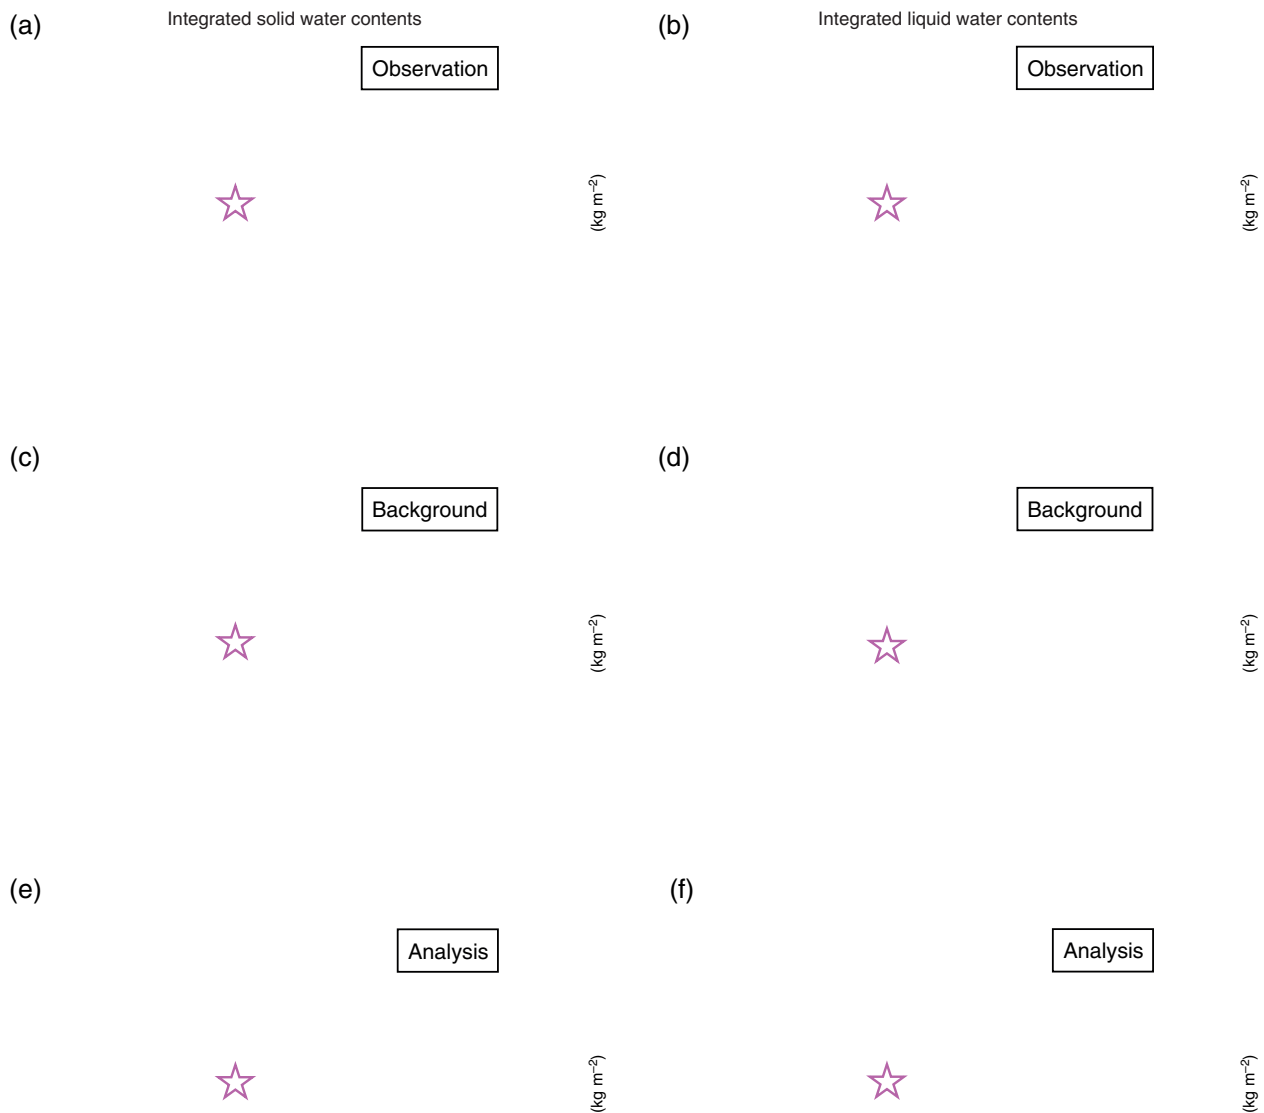 (a)
Integrated solid water contents
Observation
(kg m⁻²)
(b)
Integrated liquid water contents
Observation
(kg m⁻²)
(c)
Background
(kg m⁻²)
(d)
Background
(kg m⁻²)
(e)
Analysis
(kg m⁻²)
(f)
Analysis
(kg m⁻²)